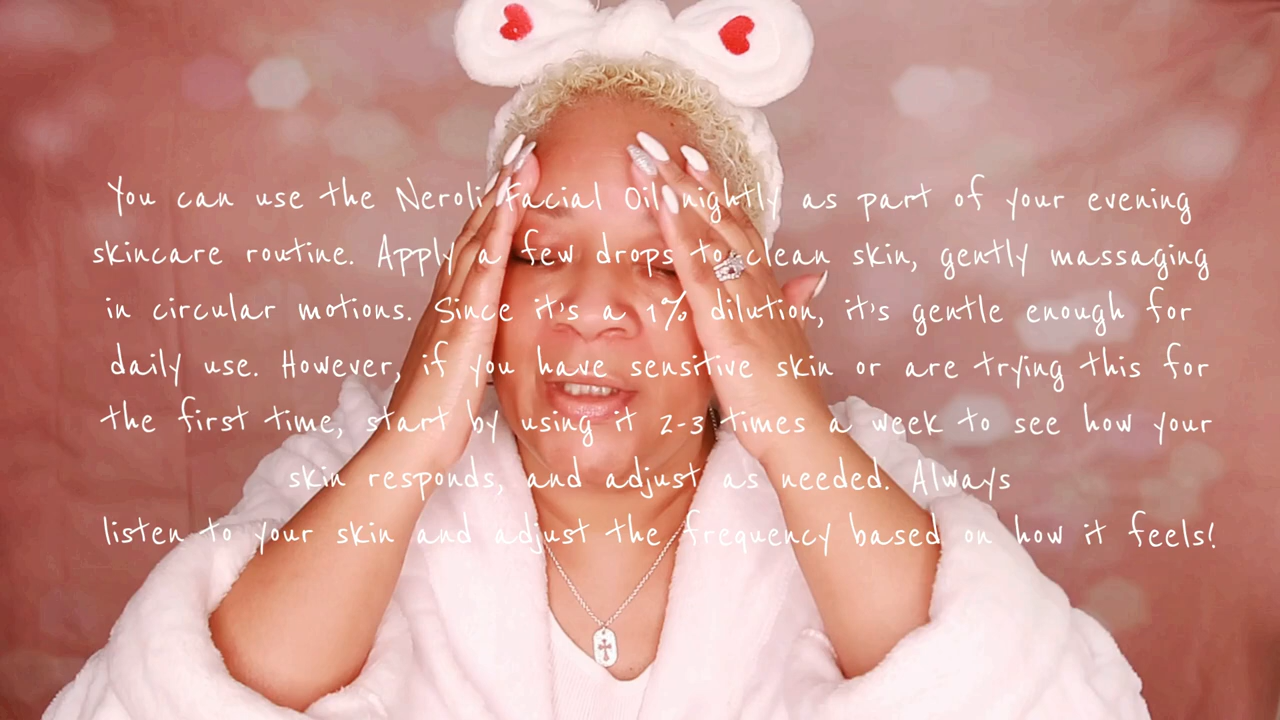 You can use the Neroli Facial Oil nightly as part of your evening
skincare routine. Apply a few drops to clean skin, gently massaging
in circular motions. Since it's a 1% dilution, it's gentle enough for
daily use. However, if you have sensitive skin or are trying this for
the first time, start by using it 2-3 times a week to see how your
skin responds, and adjust as needed. Always
listen to your skin and adjust the frequency based on how it feels!